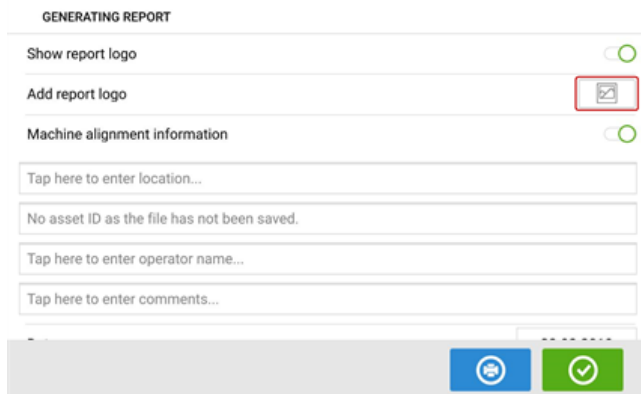 GENERATING REPORT
Show report logo
Add report logo
Machine alignment information
Tap here to enter location...
No asset ID as the file has not been saved.
Tap here to enter operator name...
Tap here to enter comments...